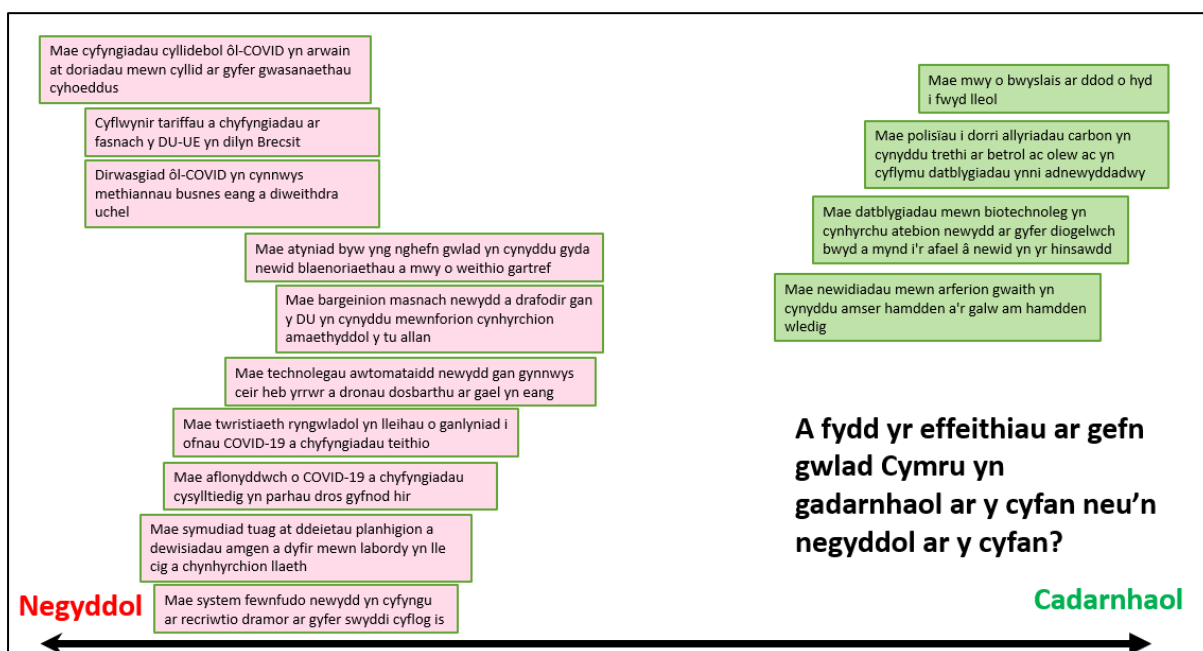 Mae cyfyngiadau cyllidebol ôl-COVID yn arwain
at doriadau mewn cyllid ar gyfer gwasanaethau
cyhoeddus
Cyflwynir tariffau a chyfyngiadau ar
fasnach y DU-UE yn dilyn Brecsit
Dirwasgiad ôl-COVID yn cynnwys
methiannau busnes eang a diweithdra
uchel
Mae atyniad byw yng nghefn gwlad yn cynyddu gyda
newid blaenoriaethau a mwy o weithio gartref
Mae bargeinion masnach newydd a drafodir gan
y DU yn cynyddu mewnforion cynhyrchion
amaethyddol y tu allan
Mae technolegau awtomataidd newydd gan gynnwys
ceir heb yrrwr a dronau dosbarthu ar gael yn eang
Mae twristiaeth ryngwladol yn lleihau o ganlyniad i
ofnau COVID-19 a chyfyngiadau teithio
Mae aflonyddwch o COVID-19 a chyfyngiadau
cysylltiedig yn parhau dros gyfnod hir
Mae symudiad tuag at ddeietau planhigion a
dewisiadau amgen a dyfir mewn labordy yn lle
cig a chynhyrchion llaeth
Mae system fewnfudo newydd yn cyfyngu
ar recriwtio dramor ar gyfer swyddi cyflog is
Mae mwy o bwyslais ar ddod o hyd
i fwyd lleol
Mae polisïau i dorri allyriadau carbon yn
cynyddu trethi ar betrol ac olew ac yn
cyflymu datblygiadau ynni adnewyddadwy
Mae datblygiadau mewn biotechnoleg yn
cynhyrchu atebion newydd ar gyfer diogelwch
bwyd a mynd i'r afael â newid yn yr hinsawdd
Mae newidiadau mewn arferion gwaith yn
cynyddu amser hamdden a'r galw am hamdden
wledig
A fydd yr effeithiau ar gefn
gwlad Cymru yn
gadarnhaol ar y cyfan neu’n
negyddol ar y cyfan?
Negyddol
Cadarnhaol